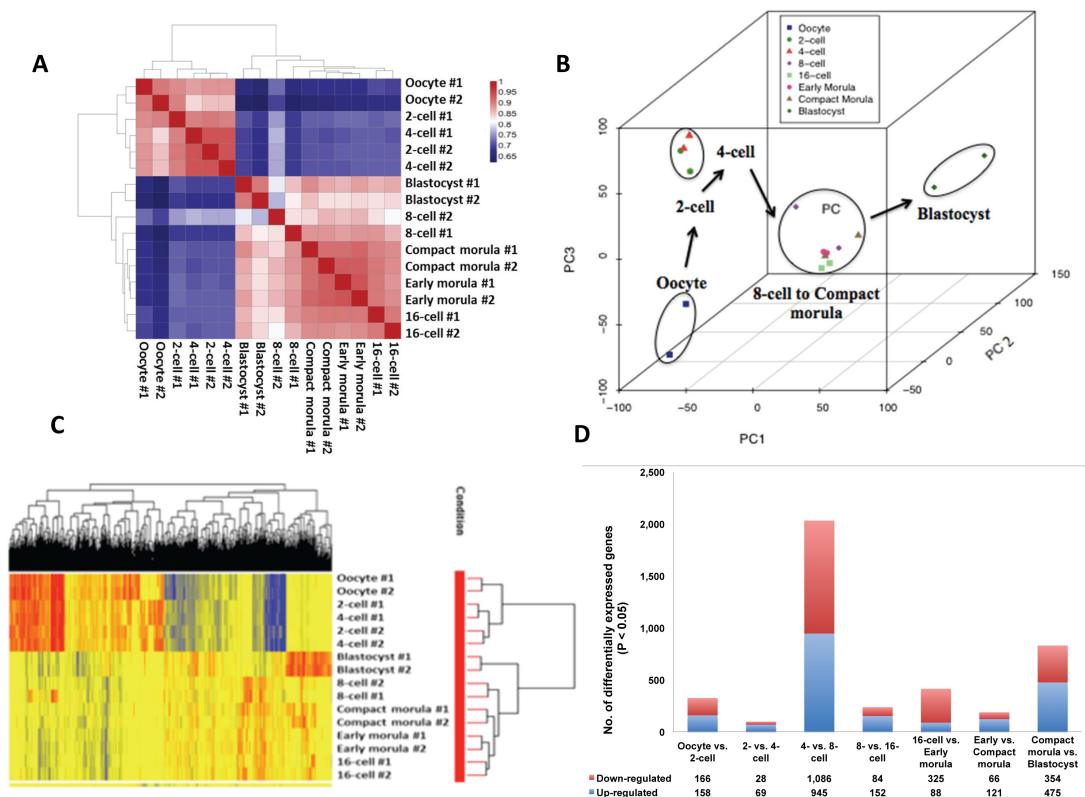 A
Oocyte #1
Oocyte #2
2-cell #1
4-cell #1
2-cell #2
4-cell #2
Blastocyst #1
Blastocyst #2
8-cell #2
8-cell #1
Compact morula #1
Compact morula #2
Early morula #1
Early morula #2
16-cell #1
16-cell #2
1
0.95
0.9
0.85
0.8
0.75
0.7
0.65
Oocyte #1
Oocyte #2
2-cell #1
4-cell #1
2-cell #2
4-cell #2
Blastocyst #1
Blastocyst #2
8-cell #2
8-cell #1
Compact morula #1
Compact morula #2
Early morula #1
Early morula #2
16-cell #1
16-cell #2
B
Oocyte
2-cell
4-cell
8-cell
16-cell
Early Morula
Compact Morula
Blastocyst
4-cell
2-cell
Oocyte
PC
8-cell to Compact
morula
Blastocyst
PC3
100
50
0
-50
-100
-100
-50
0
50
100
PC1
-50
0
50
100
150
PC 2
C
Condition
Oocyte #1
Oocyte #2
2-cell #1
4-cell #1
2-cell #2
4-cell #2
Blastocyst #1
Blastocyst #2
8-cell #2
8-cell #1
Compact morula #1
Compact morula #2
Early morula #1
Early morula #2
16-cell #1
16-cell #2
D
No. of differentially expressed genes
(P < 0.05)
2,500
2,000
1,500
1,000
500
0
Oocyte vs.
2-cell
2- vs. 4-
cell
4- vs. 8-
cell
8- vs. 16-
cell
16-cell vs.
Early
morula
Early vs.
Compact
morula
Compact
morula vs.
Blastocyst
Down-regulated 166 28 1,086 84 325 66 354
Up-regulated 158 69 945 152 88 121 475